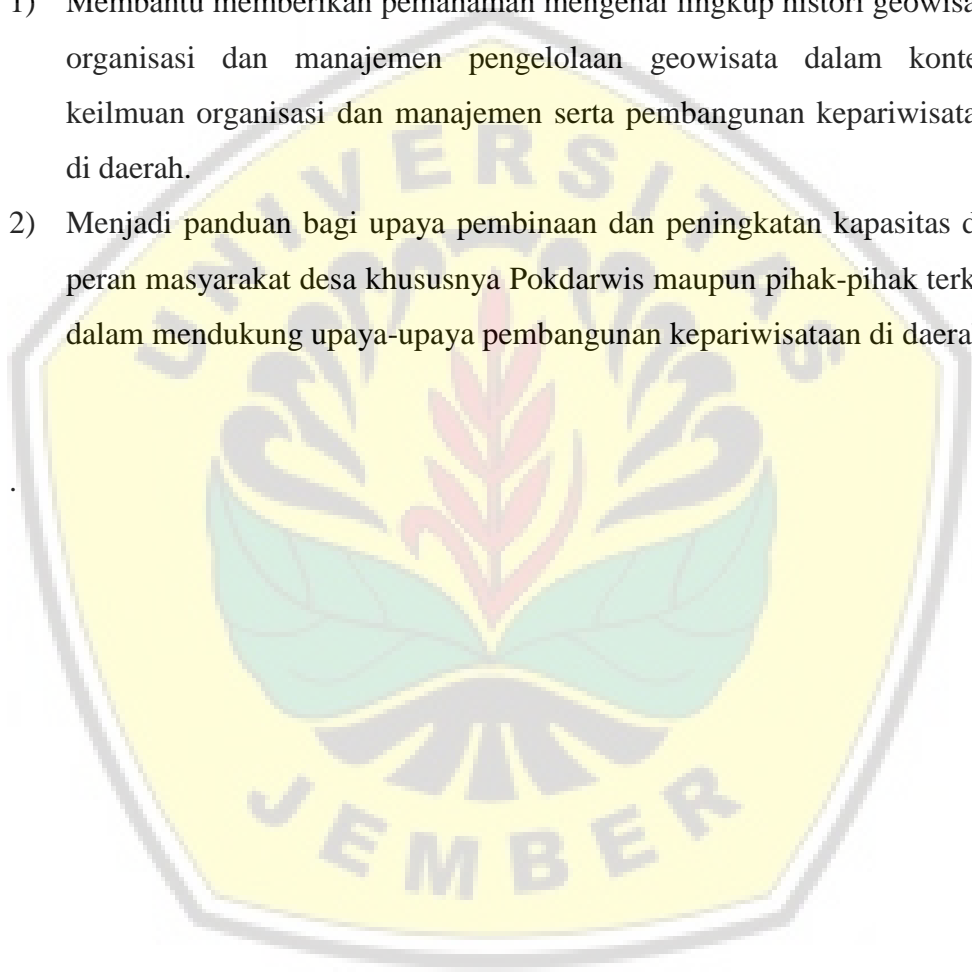 1) Membantu memberikan pemahaman mengenai lingkup histori geowisa
organisasi dan manajemen pengelolaan geowisata dalam konte
keilmuan organisasi dan manajemen serta pembangunan kepariwisata
di daerah.
2) Menjadi panduan bagi upaya pembinaan dan peningkatan kapasitas d
peran masyarakat desa khususnya Pokdarwis maupun pihak-pihak terk
dalam mendukung upaya-upaya pembangunan kepariwisataan di daera
.
UNIVERSITAS
JEMBER